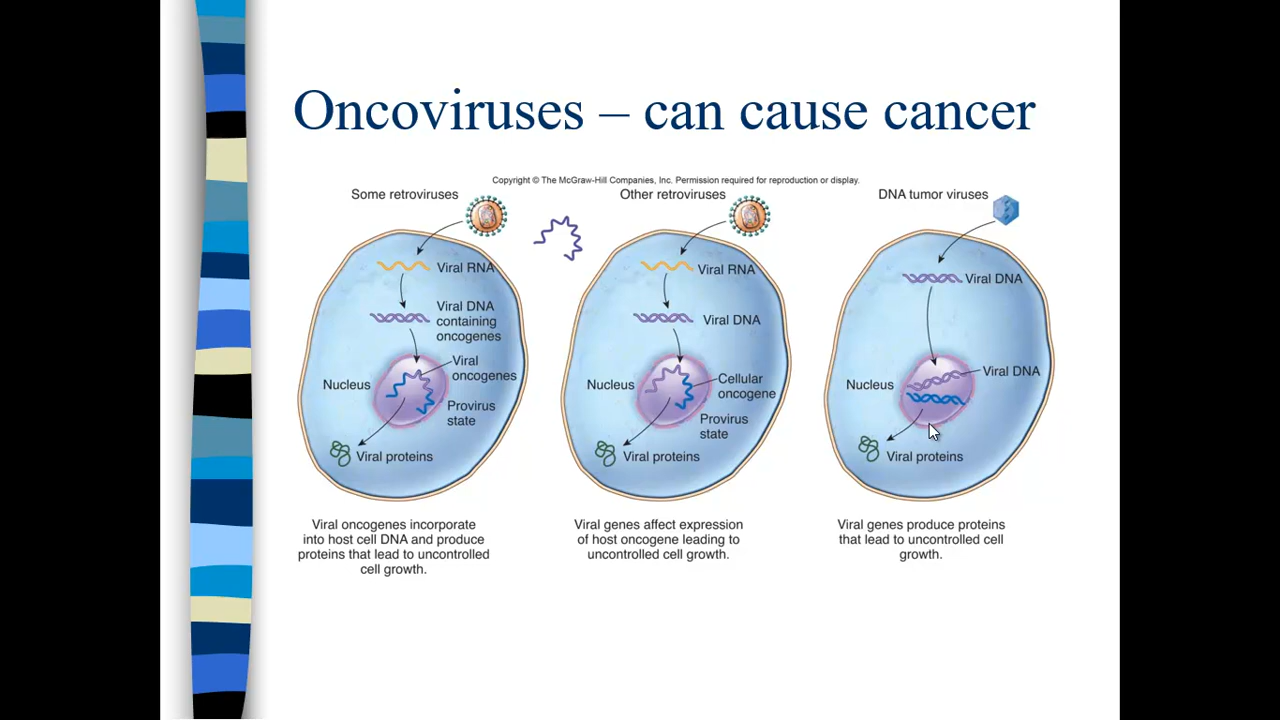 Oncoviruses – can cause cancer
Copyright © The McGraw-Hill Companies, Inc. Permission required for reproduction or display.
Some retroviruses
Viral RNA
Viral DNA
containing
oncogenes
Viral
oncogenes
Nucleus
Provirus
state
Viral proteins
Viral oncogenes incorporate
into host cell DNA and produce
proteins that lead to uncontrolled
cell growth.
Other retroviruses
Viral RNA
Viral DNA
Nucleus
Cellular
oncogene
Provirus
state
Viral proteins
Viral genes affect expression
of host oncogene leading to
uncontrolled cell growth.
DNA tumor viruses
Viral DNA
Viral DNA
Nucleus
Viral proteins
Viral genes produce proteins
that lead to uncontrolled cell
growth.